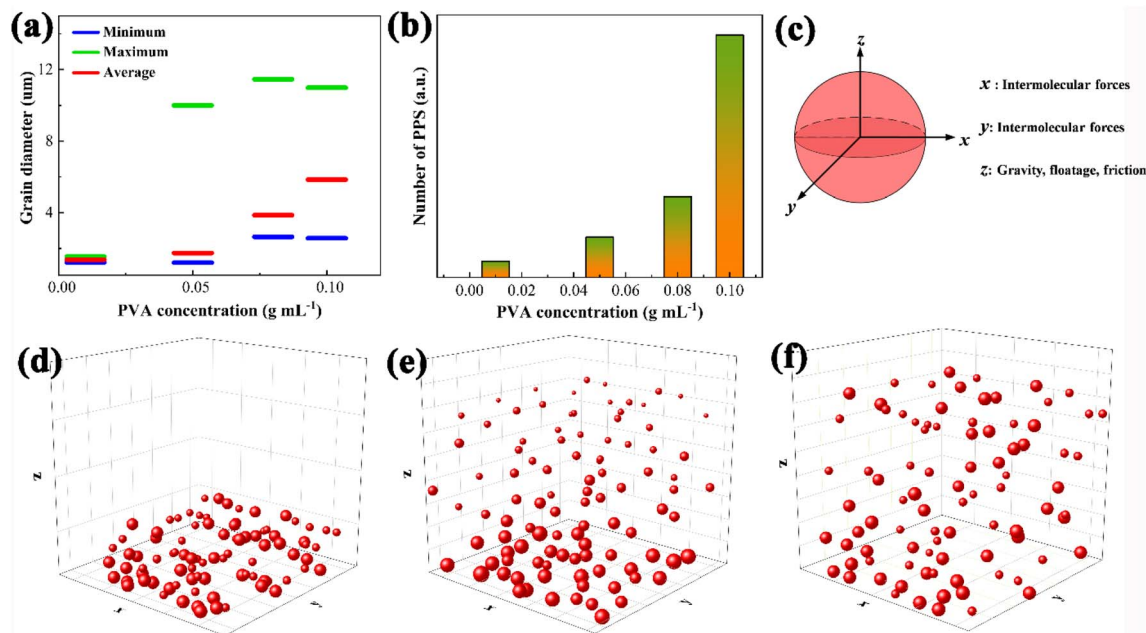 (a)
Minimum
Maximum
Average
Grain diameter (um)
12
8
4
0.00
0.05
0.10
PVA concentration (g mL-1)
(b)
Number of PPS (a.u.)
0.00
0.02
0.04
0.06
0.08
0.10
PVA concentration (g mL-1)
(c)
z
x
y
x : Intermolecular forces
y: Intermolecular forces
z: Gravity, floatage, friction
(d)
z
x
y
(e)
z
x
y
(f)
z
x
y